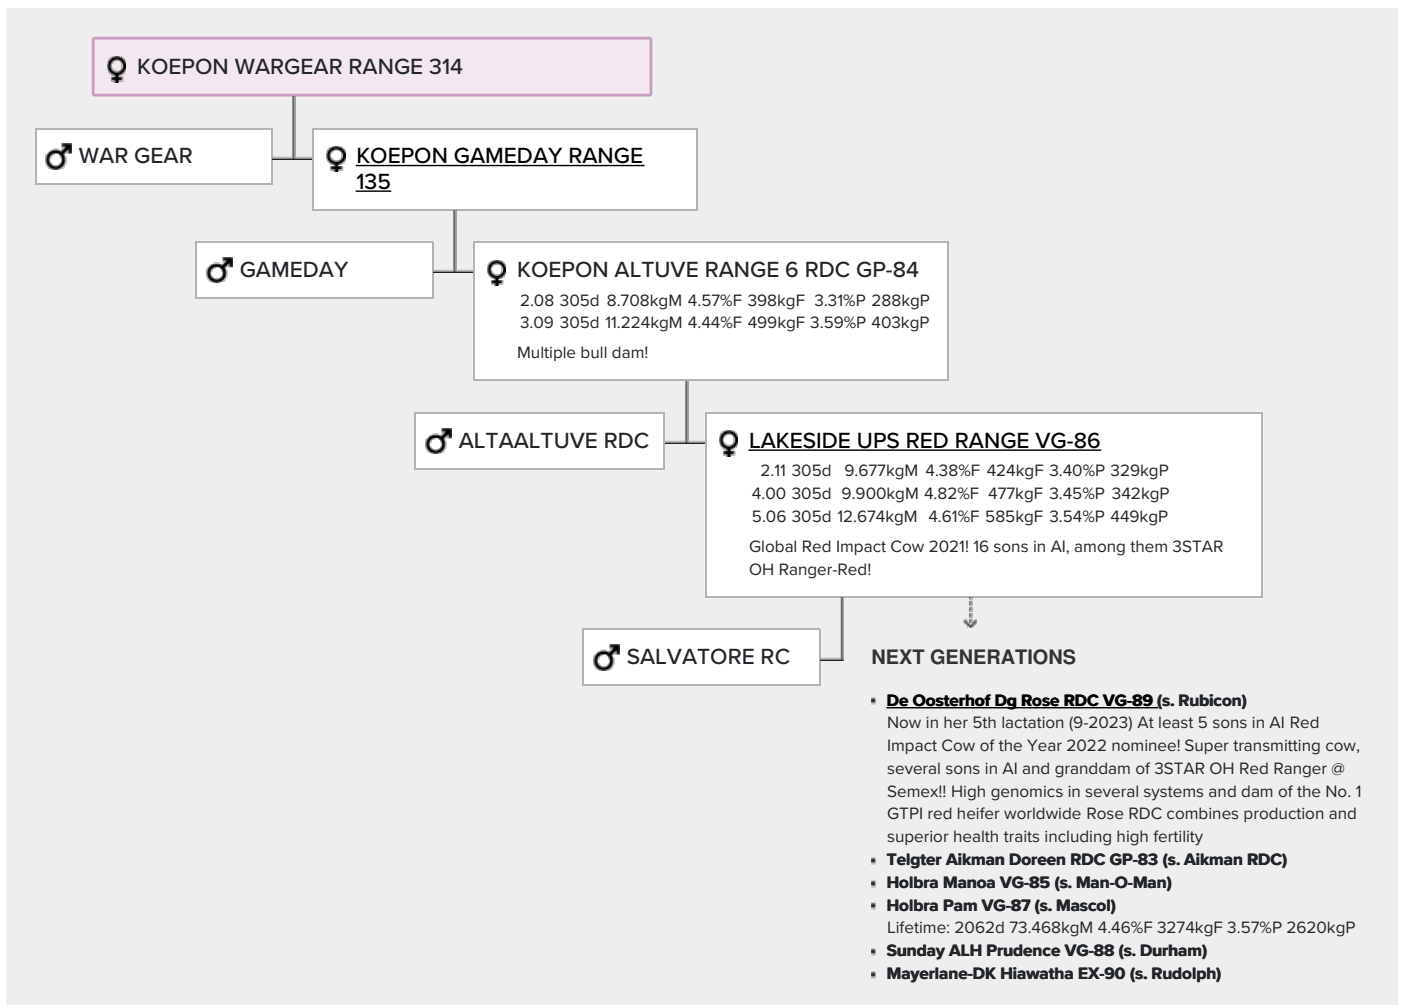 KOEPON WARGEAR RANGE 314
WAR GEAR
KOEPON GAMEDAY RANGE
135
GAMEDAY
KOEPON ALTUVE RANGE 6 RDC GP-84
2.08 305d 8.708kgM 4.57%F 398kgF 3.31%P 288kgP
3.09 305d 11.224kgM 4.44%F 499kgF 3.59%P 403kgP
Multiple bull dam!
ALTAALTUVE RDC
LAKESIDE UPS RED RANGE VG-86
2.11 305d 9.677kgM 4.38%F 424kgF 3.40%P 329kgP
4.00 305d 9.900kgM 4.82%F 477kgF 3.45%P 342kgP
5.06 305d 12.674kgM 4.61%F 585kgF 3.54%P 449kgP
Global Red Impact Cow 2021! 16 sons in AI, among them 3STAR
OH Ranger-Red!
SALVATORE RC
NEXT GENERATIONS
De Oosterhof Dg Rose RDC VG-89 (s. Rubicon)
Now in her 5th lactation (9-2023) At least 5 sons in AI Red
Impact Cow of the Year 2022 nominee! Super transmitting cow,
several sons in AI and granddam of 3STAR OH Red Ranger @
Semex!! High genomics in several systems and dam of the No. 1
GTPI red heifer worldwide Rose RDC combines production and
superior health traits including high fertility
Telgter Aikman Doreen RDC GP-83 (s. Aikman RDC)
Holbra Manoa VG-85 (s. Man-O-Man)
Holbra Pam VG-87 (s. Mascol)
Lifetime: 2062d 73.468kgM 4.46%F 3274kgF 3.57%P 2620kgP
Sunday ALH Prudence VG-88 (s. Durham)
Mayerlane-DK Hiawatha EX-90 (s. Rudolph)